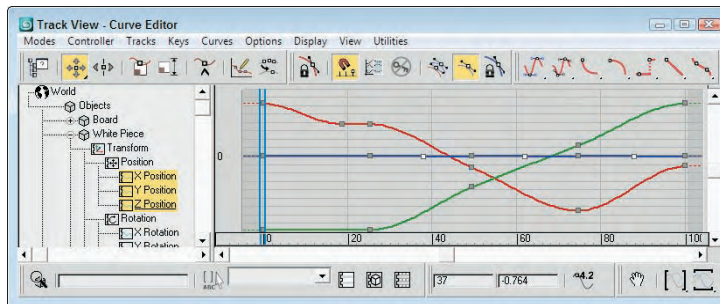 Track View - Curve Editor
Modes Controller Tracks Keys Curves Options Display View Utilities
World
Objects
Board
White Piece
Transform
Position
X Position
Y Position
Z Position
Rotation
X Rotation
Y Rotation
0
0 20 40 60 80 100
ABC
37
-0.764
4.2